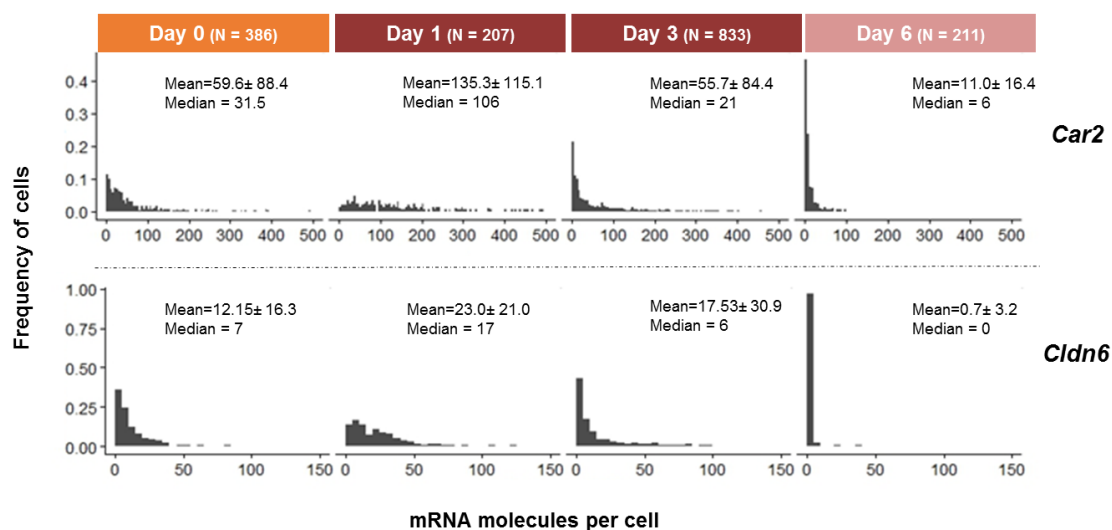 Day 0 (N = 386)
Day 1 (N = 207)
Day 3 (N = 833)
Day 6 (N = 211)
Frequency of cells
0.4
0.3
0.2
0.1
0.0
Mean=59.6± 88.4
Median = 31.5
Mean=135.3± 115.1
Median = 106
Mean=55.7± 84.4
Median = 21
Mean=11.0± 16.4
Median = 6
Car2
0 100 200 300 400 500
0 100 200 300 400 500
0 100 200 300 400 500
0 100 200 300 400 500
1.00
0.75
0.50
0.25
0.00
Mean=12.15± 16.3
Median = 7
Mean=23.0± 21.0
Median = 17
Mean=17.53± 30.9
Median = 6
Mean=0.7± 3.2
Median = 0
Cldn6
0 50 100 150
0 50 100 150
0 50 100 150
0 50 100 150
mRNA molecules per cell